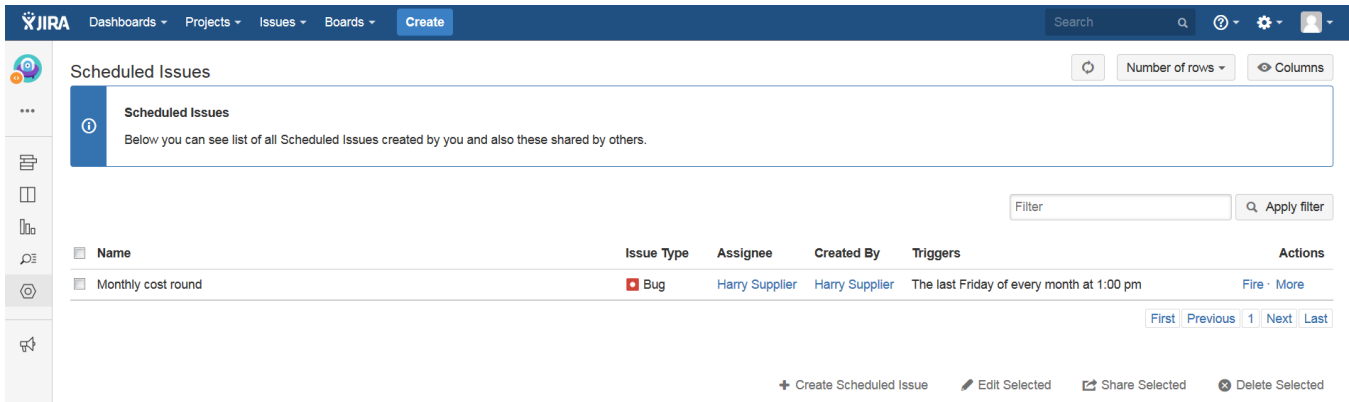 JIRA Dashboards Projects Issues Boards Create Search
Scheduled Issues Number of rows Columns
Scheduled Issues
Below you can see list of all Scheduled Issues created by you and also these shared by others.
Filter Apply filter
Name Issue Type Assignee Created By Triggers Actions
Monthly cost round Bug Harry Supplier Harry Supplier The last Friday of every month at 1:00 pm Fire · More
First Previous 1 Next Last
Create Scheduled Issue Edit Selected Share Selected Delete Selected